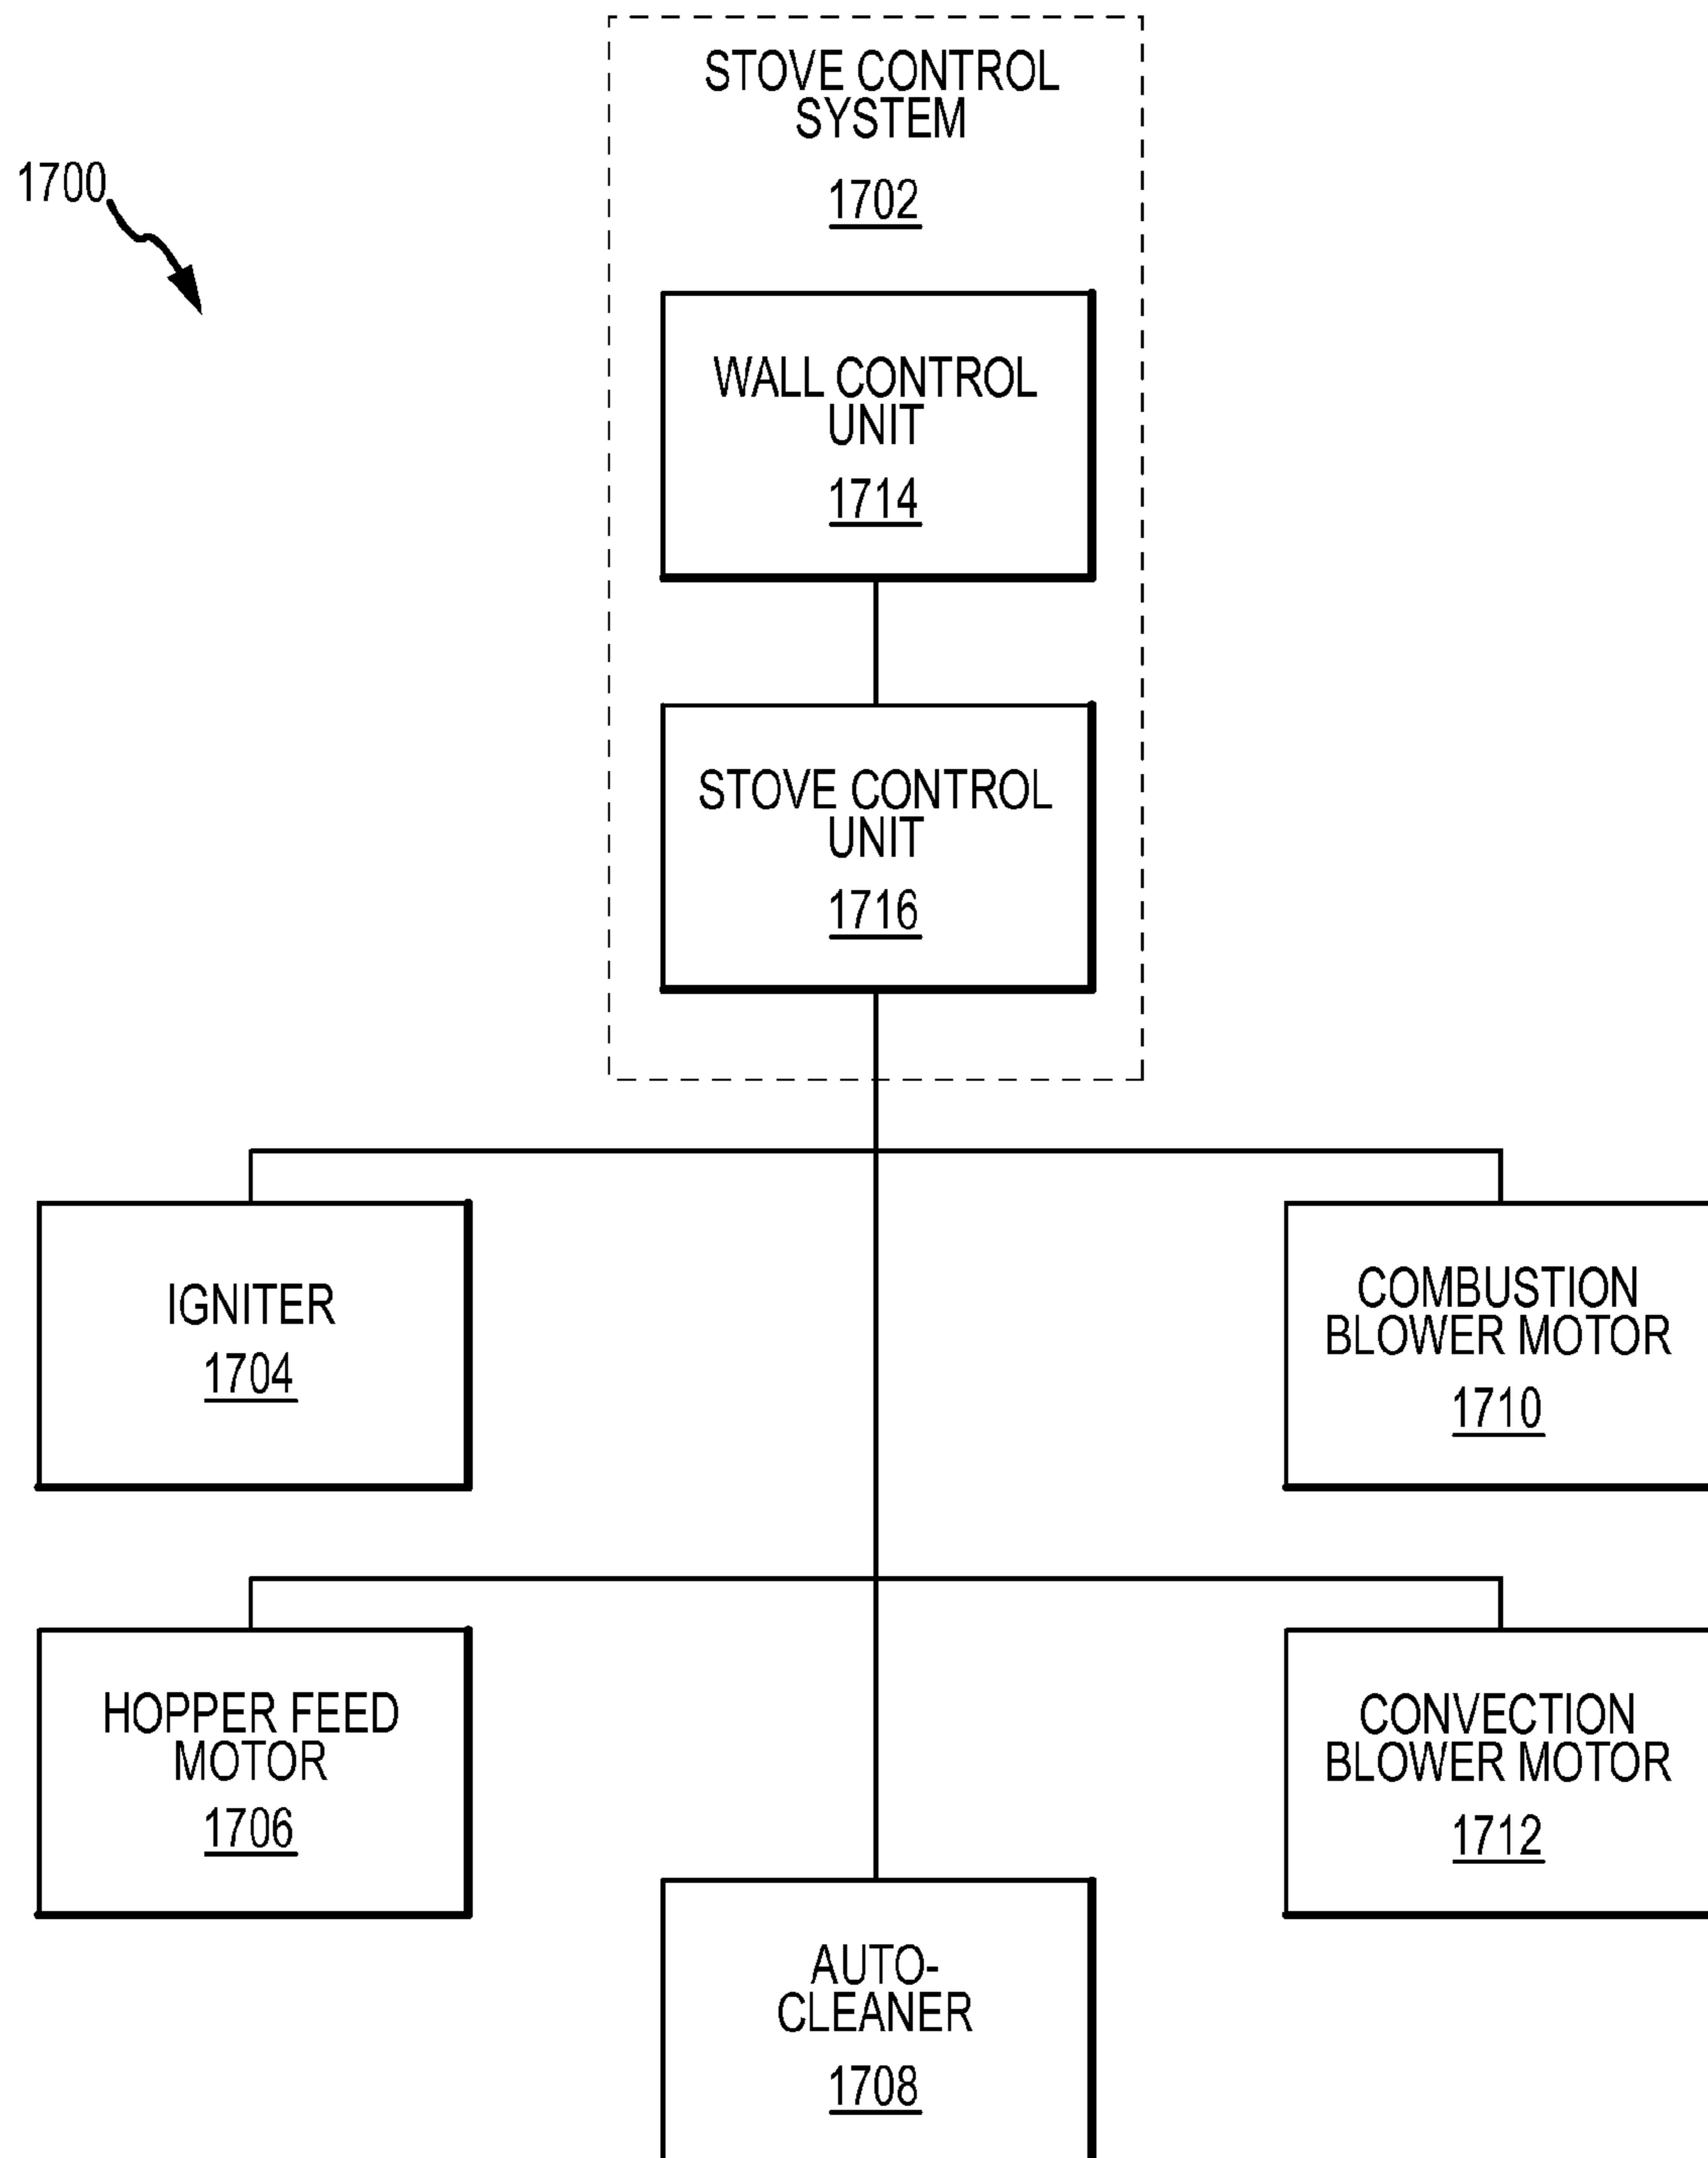 STOVE CONTROL
SYSTEM
1702
1700
WALL CONTROL
UNIT
1714
STOVE CONTROL
UNIT
1716
IGNITER
1704
COMBUSTION
BLOWER MOTOR
1710
HOPPER FEED
MOTOR
1706
CONVECTION
BLOWER MOTOR
1712
AUTO-
CLEANER
1708